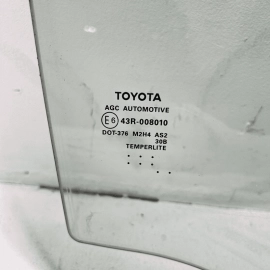 TOYOTA
AGC AUTOMOTIVE
E6 43R-008010
DOT-376 M2H4 AS2
30B
TEMPERLITE